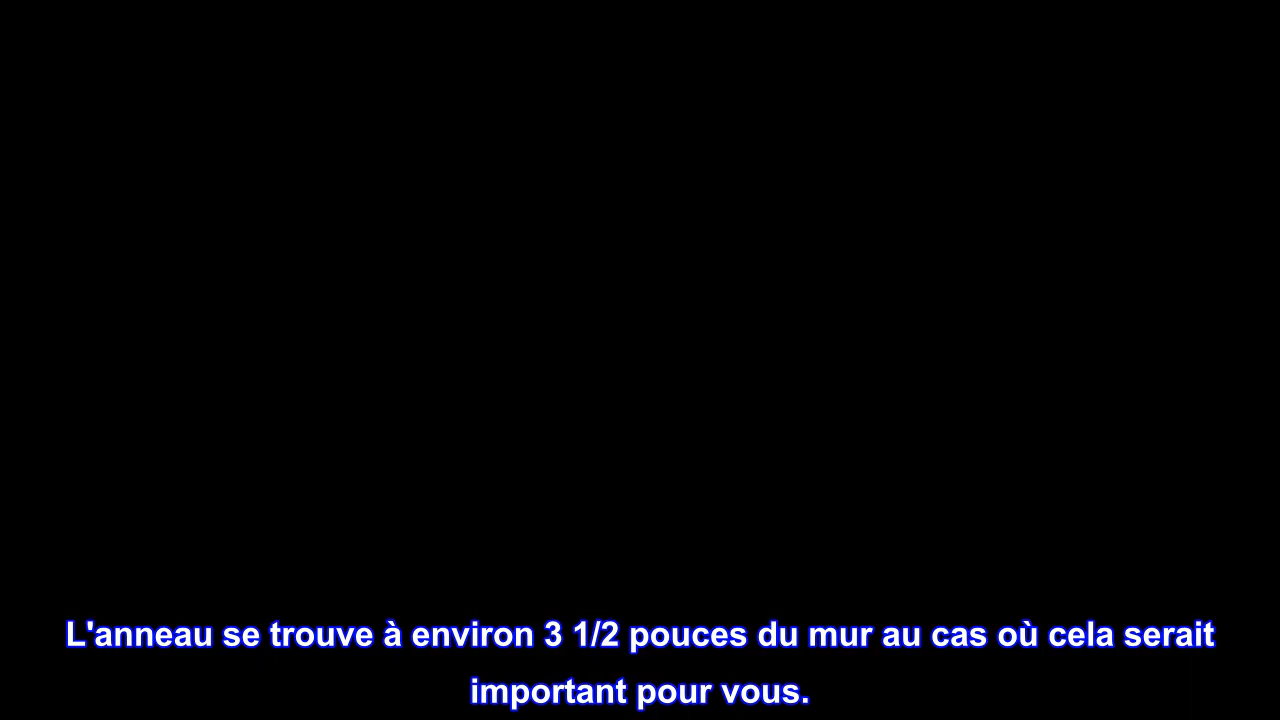 L'anneau se trouve à environ 3 1/2 pouces du mur au cas où cela serait
important pour vous.